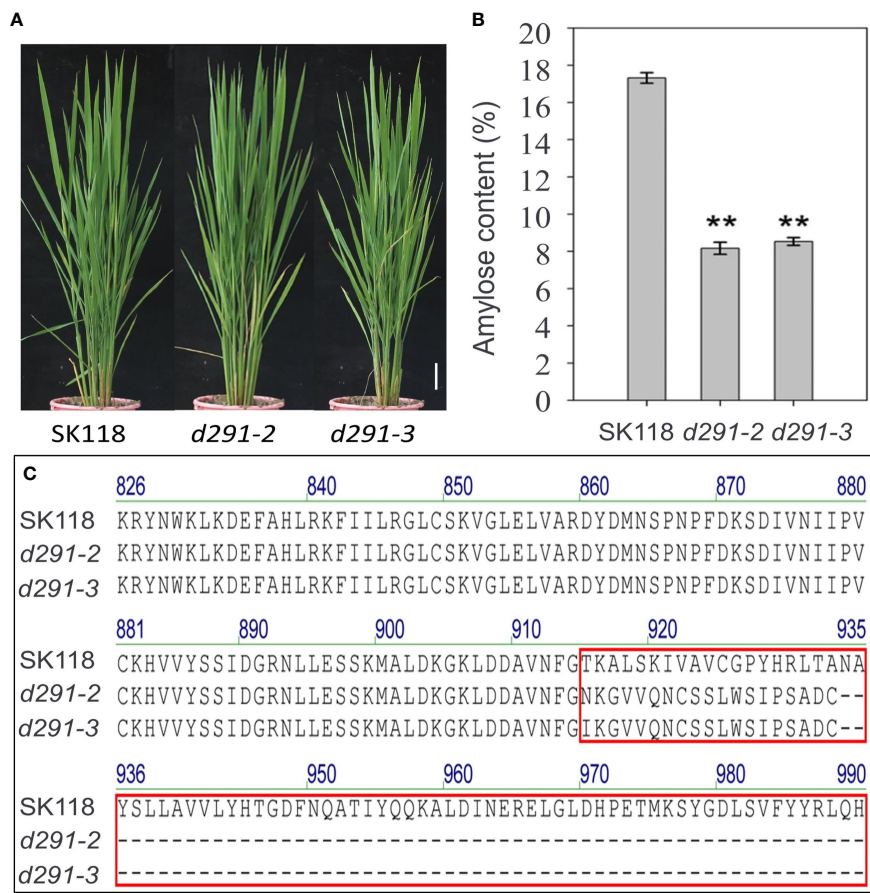 A
SK118 d291-2 d291-3
B
Amylose content (%)
20
18
16
14
12
10
8
6
4
2
0
** **
SK118 d291-2 d291-3
C
826 840 850 860 870 880
SK118 KRYNWKLKDEFAHLRKFIILRGLCSKVGLELVARDYDMNSPNPFDKSDIVNIIPV
d291-2 KRYNWKLKDEFAHLRKFIILRGLCSKVGLELVARDYDMNSPNPFDKSDIVNIIPV
d291-3 KRYNWKLKDEFAHLRKFIILRGLCSKVGLELVARDYDMNSPNPFDKSDIVNIIPV
881 890 900 910 920 935
SK118 CKHVVYSSIDGRNLLESSKMALDKGKLDDAVNFGTKALSKIVAVCGPYHRLTANA
d291-2 CKHVVYSSIDGRNLLESSKMALDKGKLDDAVNFGNKGVVQNCSSLWSIPSADC--
d291-3 CKHVVYSSIDGRNLLESSKMALDKGKLDDAVNFGIKGVVQNCSSLWSIPSADC--
936 950 960 970 980 990
SK118 YSLLAVVLYHTGDFNQATIYQQKALDINERELGLDHPETMKSYGDLSVFYYRLQH
d291-2 -------------------------------------------------------
d291-3 -------------------------------------------------------